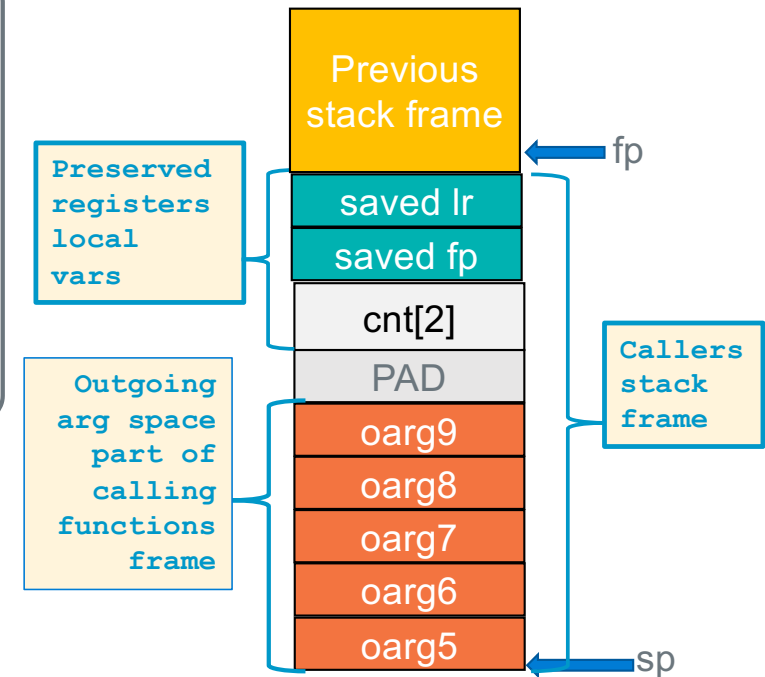 Previous
stack frame
fp
Preserved
registers
local
vars
saved lr
saved fp
cnt[2]
PAD
Callers
stack
frame
Outgoing
arg space
part of
calling
functions
frame
oarg9
oarg8
oarg7
oarg6
oarg5
sp